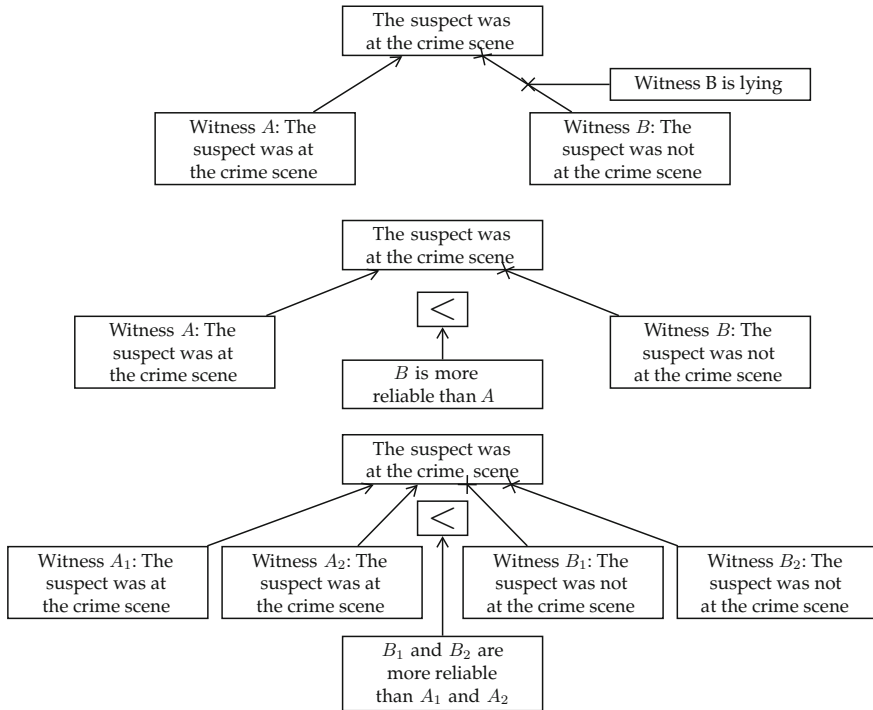 The suspect was
at the crime scene
Witness B is lying
Witness A: The
suspect was at
the crime scene
Witness B: The
suspect was not
at the crime scene
The suspect was
at the crime scene
<
Witness A: The
suspect was at
the crime scene
B is more
reliable than A
Witness B: The
suspect was not
at the crime scene
The suspect was
at the crime scene
<
Witness A₁: The
suspect was at
the crime scene
Witness A₂: The
suspect was at
the crime scene
Witness B₁: The
suspect was not
at the crime scene
Witness B₂: The
suspect was not
at the crime scene
B₁ and B₂ are
more reliable
than A₁ and A₂